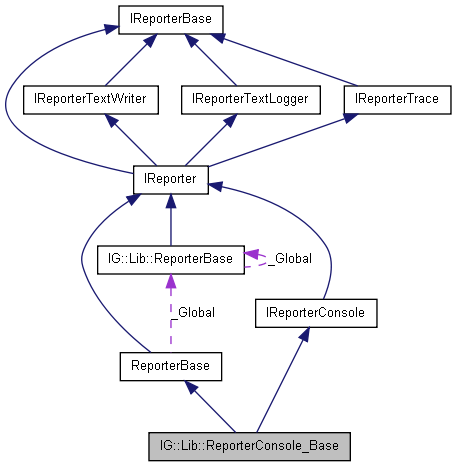 IReporterBase
IReporterTextWriter
IReporterTextLogger
IReporterTrace
IReporter
IG::Lib::ReporterBase
_Global
_Global
IReporterConsole
ReporterBase
IG::Lib::ReporterConsole_Base